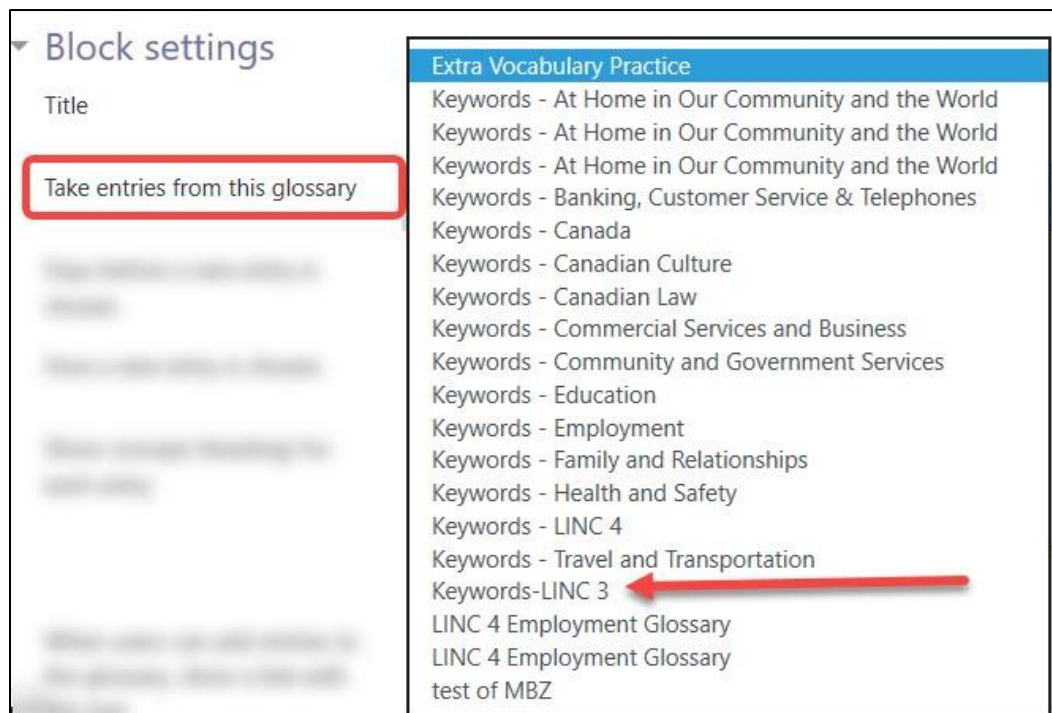 Block settings
Title
Take entries from this glossary
Extra Vocabulary Practice
Keywords - At Home in Our Community and the World
Keywords - At Home in Our Community and the World
Keywords - At Home in Our Community and the World
Keywords - Banking, Customer Service & Telephones
Keywords - Canada
Keywords - Canadian Culture
Keywords - Canadian Law
Keywords - Commercial Services and Business
Keywords - Community and Government Services
Keywords - Education
Keywords - Employment
Keywords - Family and Relationships
Keywords - Health and Safety
Keywords - LINC 4
Keywords - Travel and Transportation
Keywords-LINC 3
LINC 4 Employment Glossary
LINC 4 Employment Glossary
test of MBZ